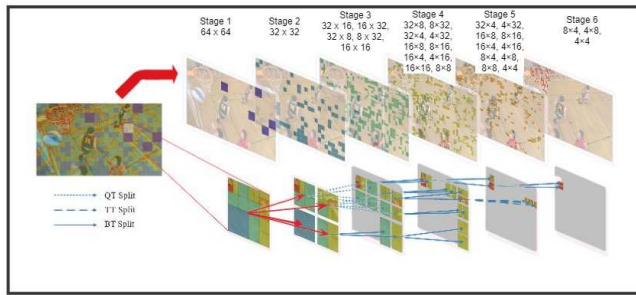 Stage 1
64 x 64
Stage 2
32 x 32
Stage 3
32 x 16, 16 x 32,
32 x 8, 8 x 32,
16 x 16
Stage 4
32×8, 8×32,
32×4, 4×32,
16×8, 8×16,
16×4, 4×16,
16×16, 8×8
Stage 5
32×4, 4×32,
16×8, 8×16,
16×4, 4×16,
8×4, 4×8,
8×8, 4×4
Stage 6
8×4, 4×8,
4×4
QT Split
TT Split
BT Split